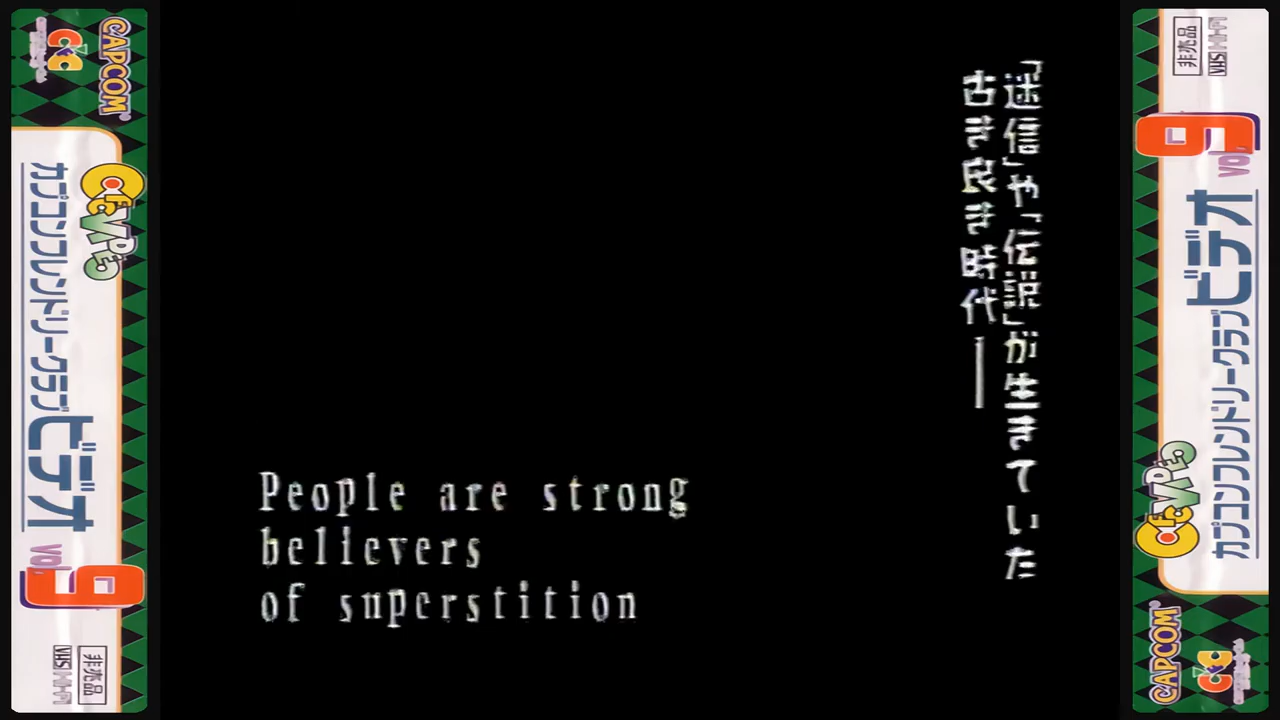 「迷信」や「伝説」が生きていた
古き良き時代――
People are strong
believers
of superstition
CAPCOM
CFC VIDEO
カプコンフレンドリークラブ
ビデオ
VOL.
9
VHS
非売品
カプコンフレンドリークラブ
ビデオ
VOL.
9
VHS
非売品
CAPCOM